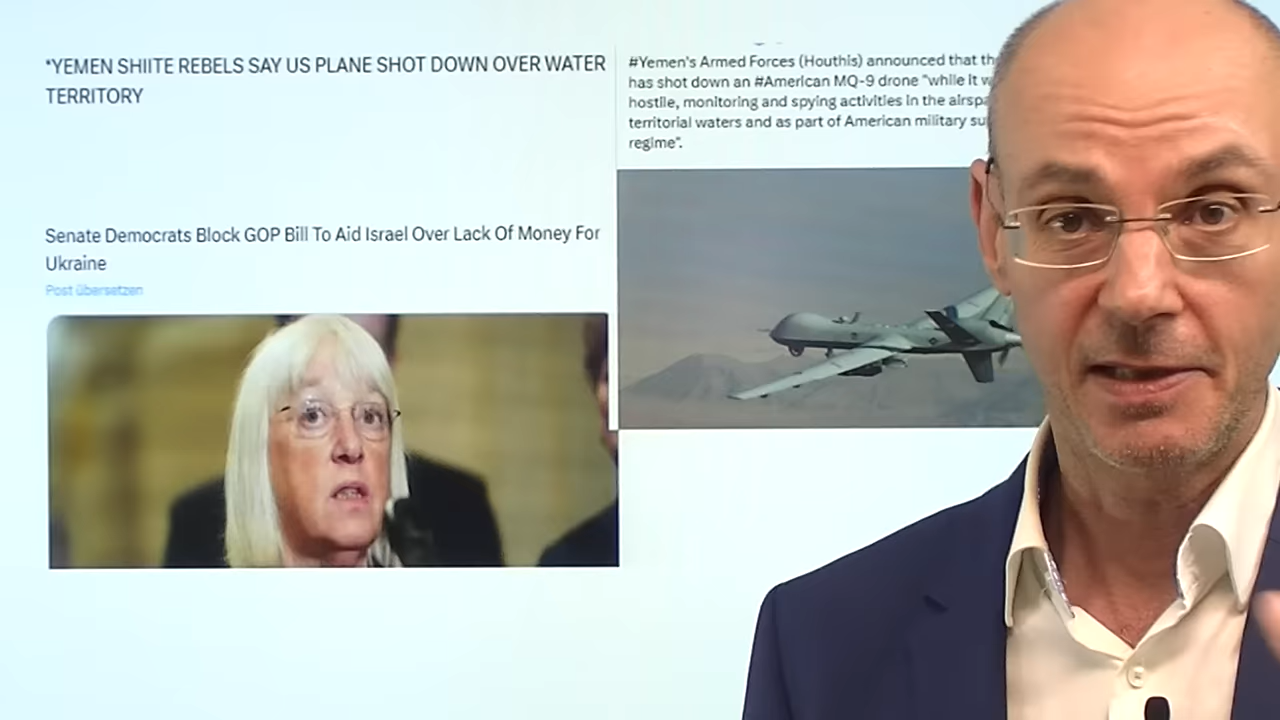 *YEMEN SHIITE REBELS SAY US PLANE SHOT DOWN OVER WATER
TERRITORY
Senate Democrats Block GOP Bill To Aid Israel Over Lack Of Money For
Ukraine
Post übersetzen
#Yemen's Armed Forces (Houthis) announced that
has shot down an #American MQ-9 drone "while it
hostile, monitoring and spying activities in the
territorial waters and as part of American military
regime".